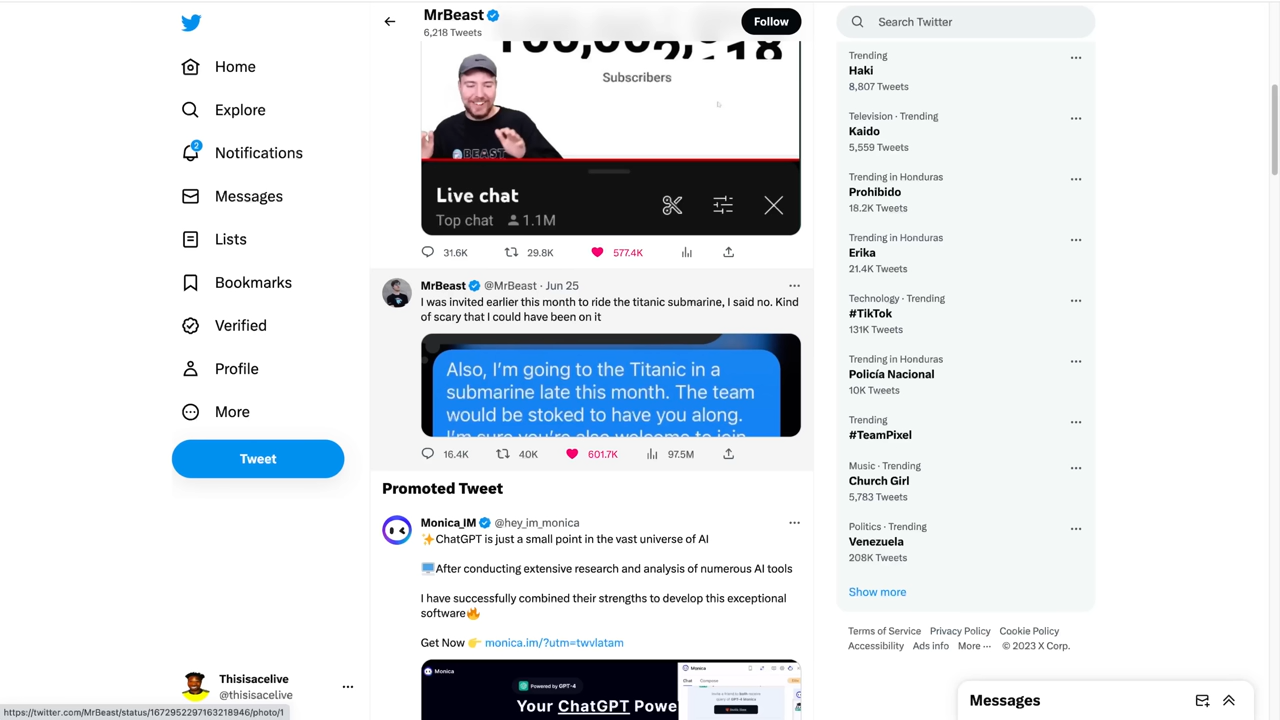 MrBeast
6,218 Tweets
Follow
Search Twitter
Home
Explore
2
Notifications
Messages
Lists
Bookmarks
Verified
Profile
More
Tweet
Thisisacelive
@thisisacelive
https://twitter.com/MrBeast/status/1672952297163218946/photo/1
Subscribers
BEAST
Live chat
Top chat 1.1M
31.6K 29.8K 577.4K
MrBeast @MrBeast · Jun 25
I was invited earlier this month to ride the titanic submarine, I said no. Kind
of scary that I could have been on it
Also, I'm going to the Titanic in a
submarine late this month. The team
would be stoked to have you along.
I'm sure you're also welcome to join
16.4K 40K 601.7K 97.5M
Promoted Tweet
Monica_IM @hey_im_monica
✨ChatGPT is just a small point in the vast universe of AI
🖥️After conducting extensive research and analysis of numerous AI tools
I have successfully combined their strengths to develop this exceptional
software🔥
Get Now 👉 monica.im/?utm=twvlatam
Monica
Powered by GPT-4
Your ChatGPT Powe
Monica
Chat Compose
Trending
Haki
8,807 Tweets
Television · Trending
Kaido
5,559 Tweets
Trending in Honduras
Prohibido
18.2K Tweets
Trending in Honduras
Erika
21.4K Tweets
Technology · Trending
#TikTok
131K Tweets
Trending in Honduras
Policía Nacional
10K Tweets
Trending
#TeamPixel
Music · Trending
Church Girl
5,783 Tweets
Politics · Trending
Venezuela
208K Tweets
Show more
Terms of Service Privacy Policy Cookie Policy
Accessibility Ads info More ··· © 2023 X Corp.
Messages